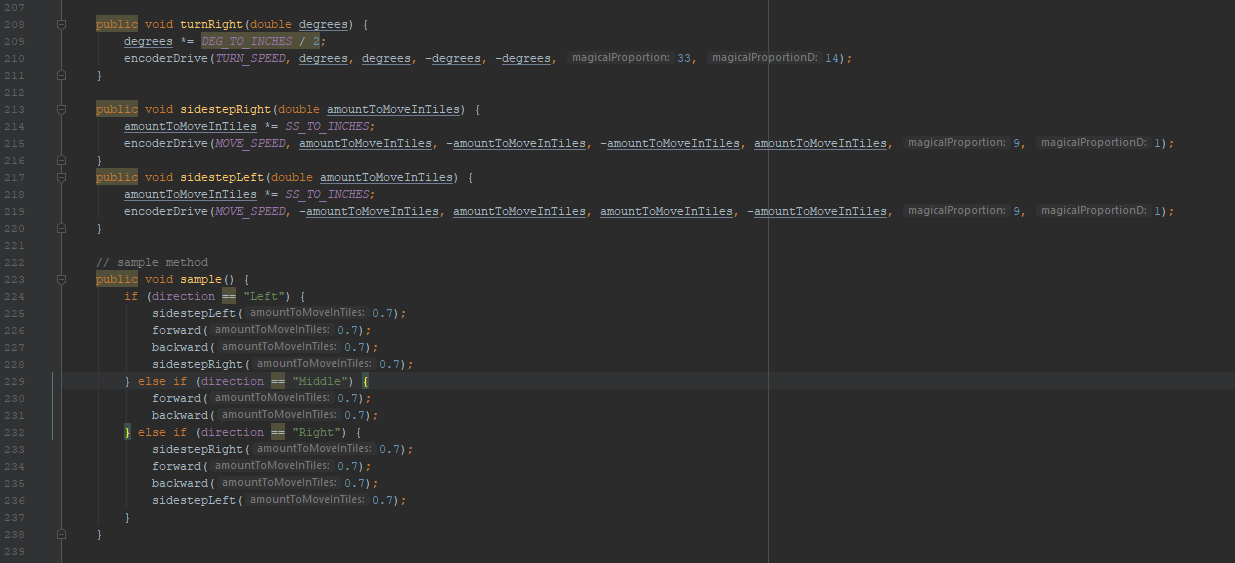 207
208 public void turnRight(double degrees) {
209 degrees *= DEG_TO_INCHES / 2;
210 encoderDrive(TURN_SPEED, degrees, degrees, -degrees, -degrees, magicalProportion: 33, magicalProportionD: 14);
211 }
212
213 public void sidestepRight(double amountToMoveInTiles) {
214 amountToMoveInTiles *= SS_TO_INCHES;
215 encoderDrive(MOVE_SPEED, amountToMoveInTiles, -amountToMoveInTiles, -amountToMoveInTiles, amountToMoveInTiles, magicalProportion: 9, magicalProportionD: 1);
216 }
217 public void sidestepLeft(double amountToMoveInTiles) {
218 amountToMoveInTiles *= SS_TO_INCHES;
219 encoderDrive(MOVE_SPEED, -amountToMoveInTiles, amountToMoveInTiles, amountToMoveInTiles, -amountToMoveInTiles, magicalProportion: 9, magicalProportionD: 1);
220 }
221
222 // sample method
223 public void sample() {
224 if (direction == "Left") {
225 sidestepLeft( amountToMoveInTiles: 0.7);
226 forward( amountToMoveInTiles: 0.7);
227 backward( amountToMoveInTiles: 0.7);
228 sidestepRight( amountToMoveInTiles: 0.7);
229 } else if (direction == "Middle") {
230 forward( amountToMoveInTiles: 0.7);
231 backward( amountToMoveInTiles: 0.7);
232 } else if (direction == "Right") {
233 sidestepRight( amountToMoveInTiles: 0.7);
234 forward( amountToMoveInTiles: 0.7);
235 backward( amountToMoveInTiles: 0.7);
236 sidestepLeft( amountToMoveInTiles: 0.7);
237 }
238 }
239